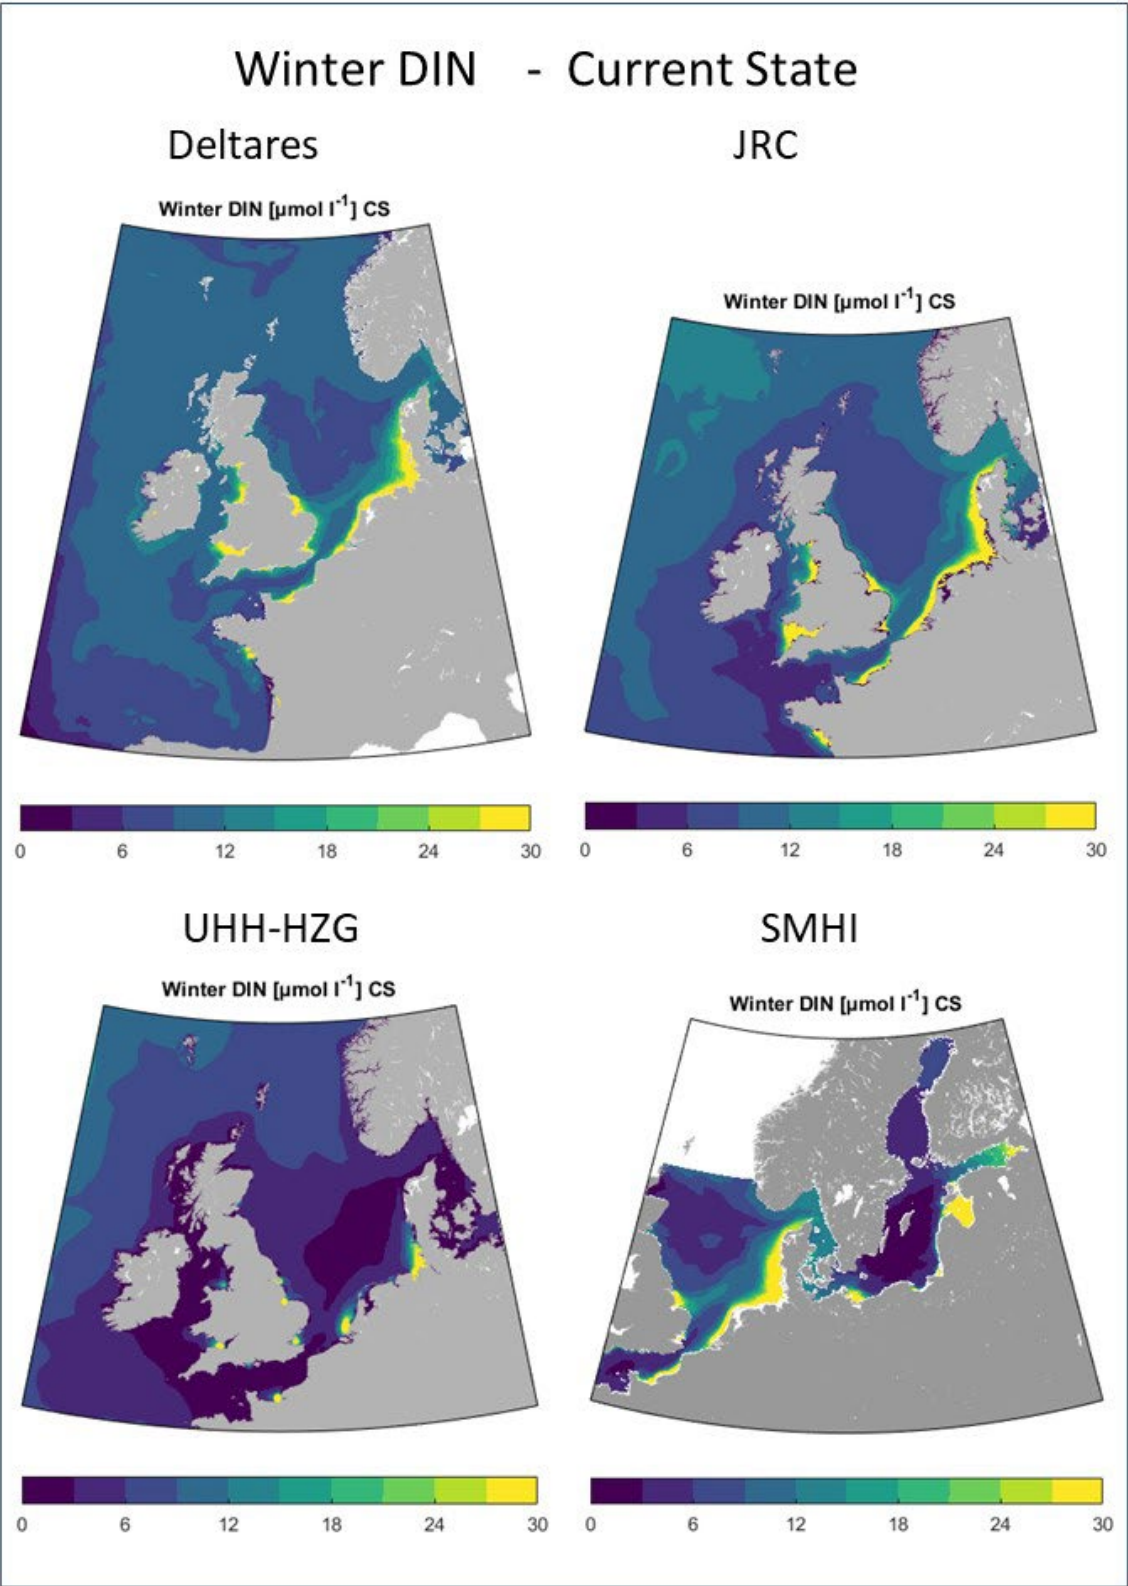 Winter DIN - Current State
Deltares
JRC
Winter DIN [µmol l⁻¹] CS
Winter DIN [µmol l⁻¹] CS
0 6 12 18 24 30
0 6 12 18 24 30
UHH-HZG
SMHI
Winter DIN [µmol l⁻¹] CS
Winter DIN [µmol l⁻¹] CS
0 6 12 18 24 30
0 6 12 18 24 30